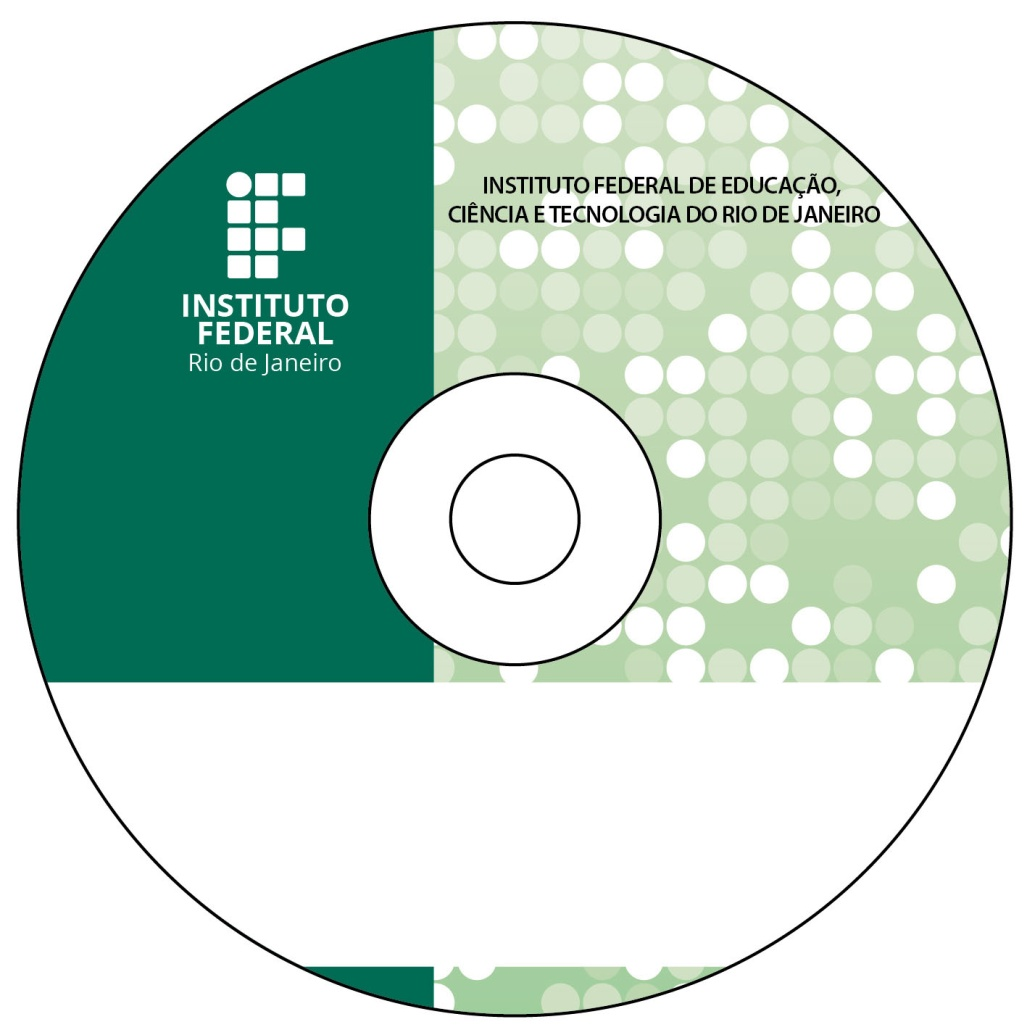 INSTITUTO FEDERAL DE EDUCAÇÃO,
CIÊNCIA E TECNOLOGIA DO RIO DE JANEIRO
INSTITUTO
FEDERAL
Rio de Janeiro